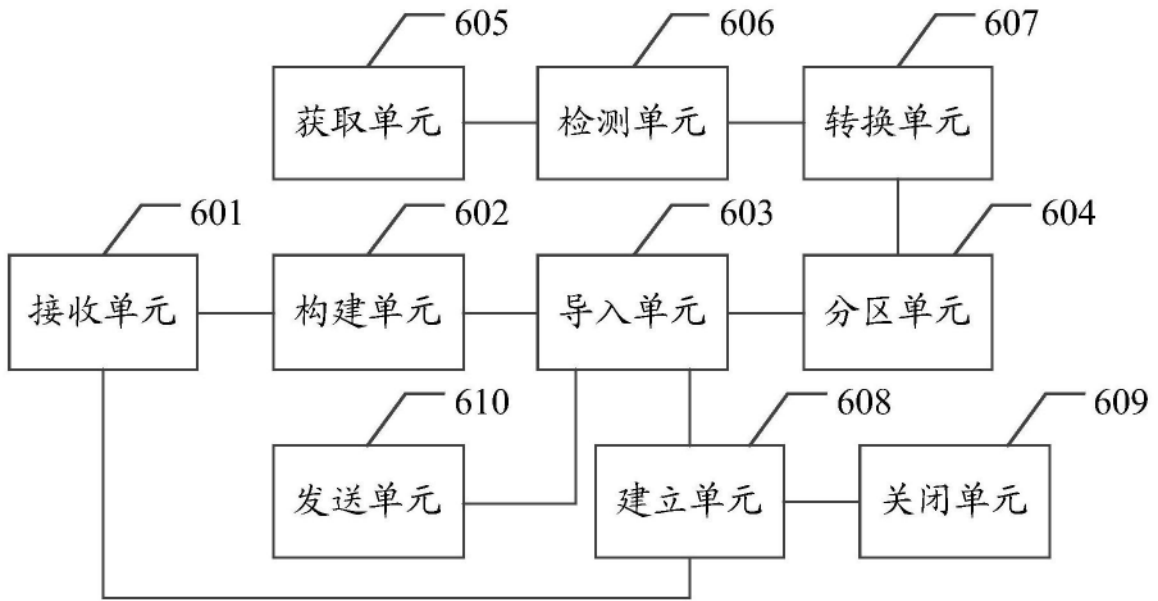 605
606
607
获取单元
检测单元
转换单元
601
602
603
604
接收单元
构建单元
导入单元
分区单元
610
608
609
发送单元
建立单元
关闭单元